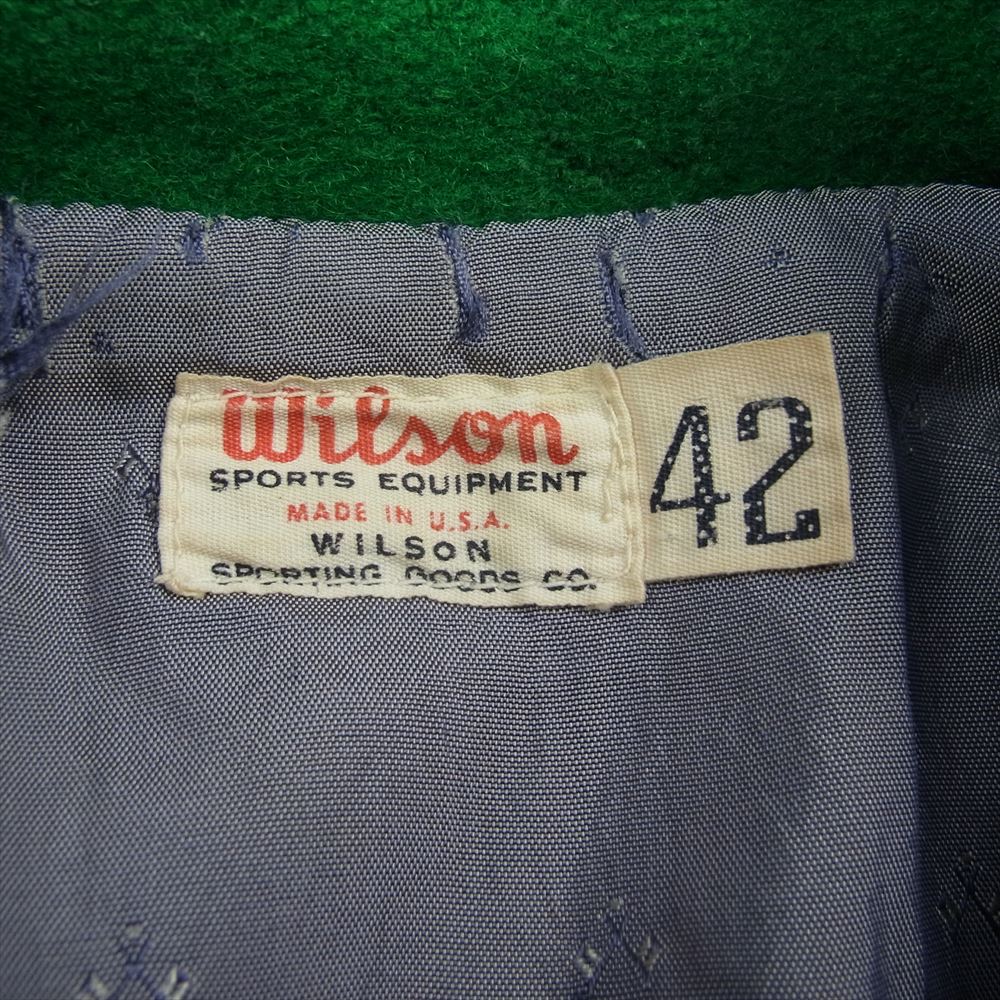 Wilson
SPORTS EQUIPMENT
MADE IN U.S.A.
WILSON
SPORTING GOODS CO.
42